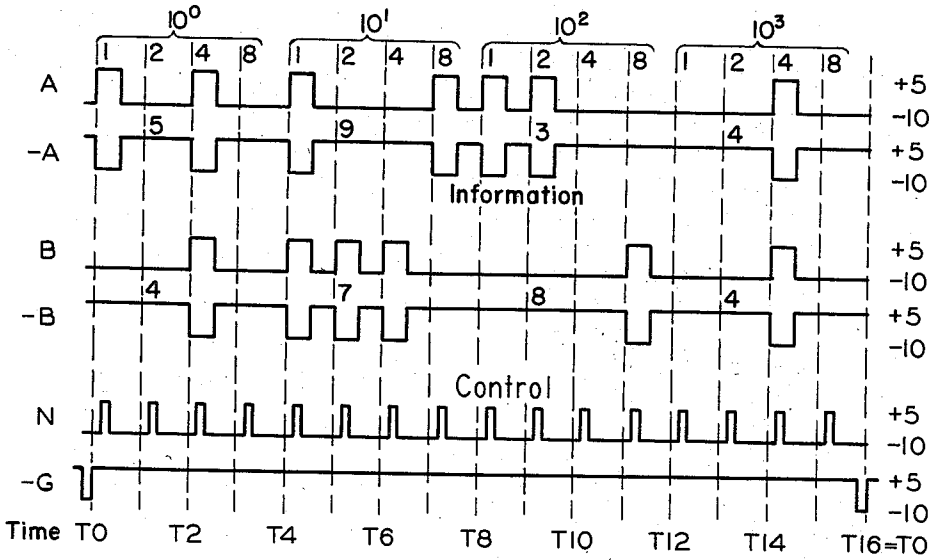 10⁰ 10¹ 10² 10³
1 2 4 8 1 2 4 8 1 2 4 8 1 2 4 8
A +5
-10
5 9 3 4
-A +5
-10
Information
B +5
-10
4 7 8 4
-B +5
-10
Control
N +5
-10
-G +5
-10
Time T0 T2 T4 T6 T8 T10 T12 T14 T16=T0